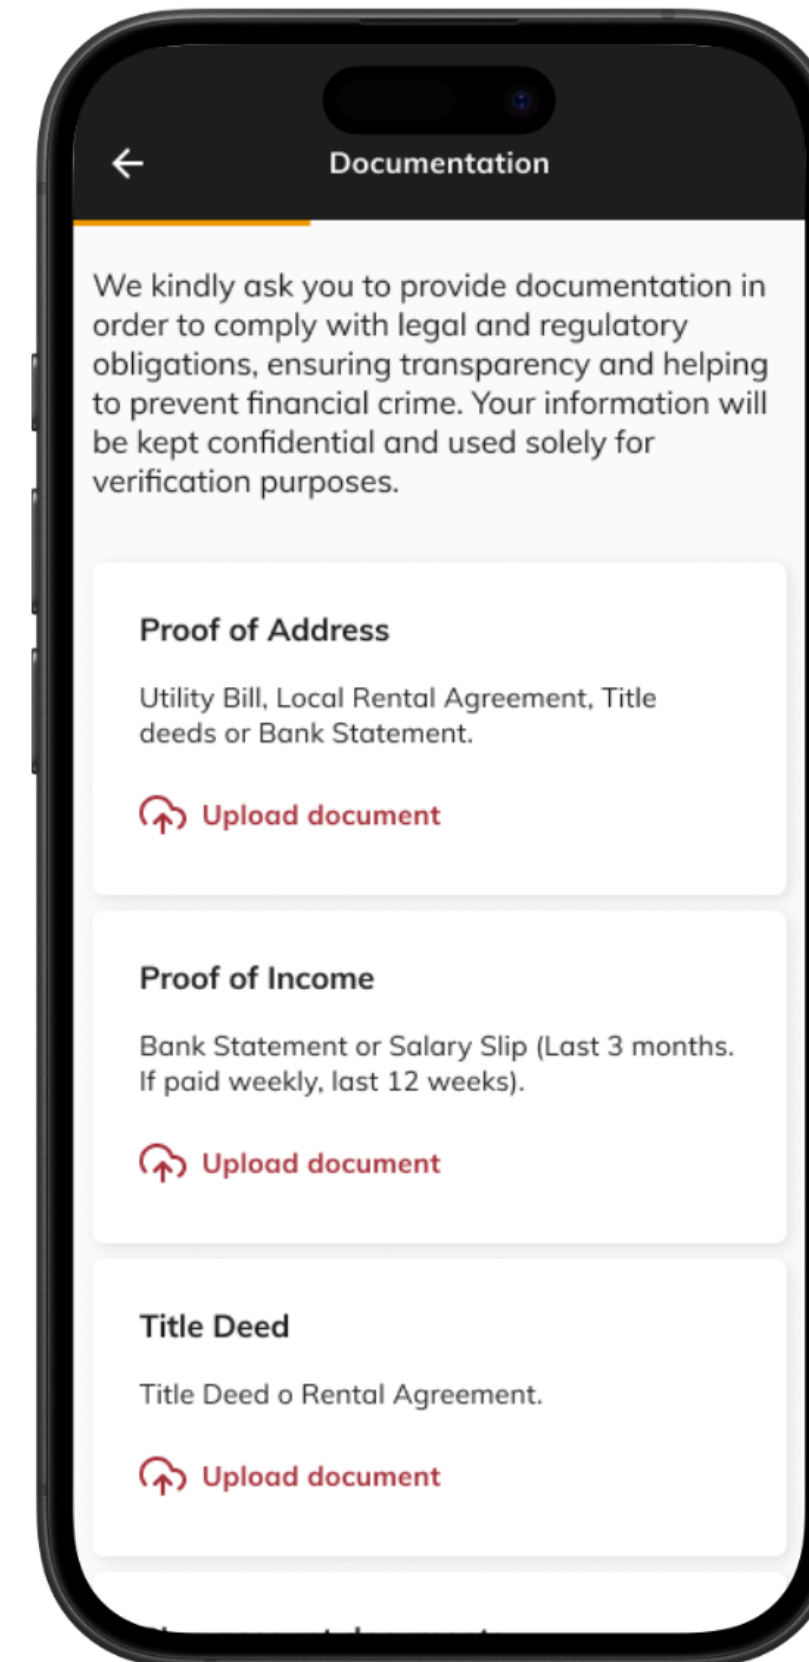 Documentation
We kindly ask you to provide documentation in
order to comply with legal and regulatory
obligations, ensuring transparency and helping
to prevent financial crime. Your information will
be kept confidential and used solely for
verification purposes.
Proof of Address
Utility Bill, Local Rental Agreement, Title
deeds or Bank Statement.
Upload document
Proof of Income
Bank Statement or Salary Slip (Last 3 months.
If paid weekly, last 12 weeks).
Upload document
Title Deed
Title Deed o Rental Agreement.
Upload document